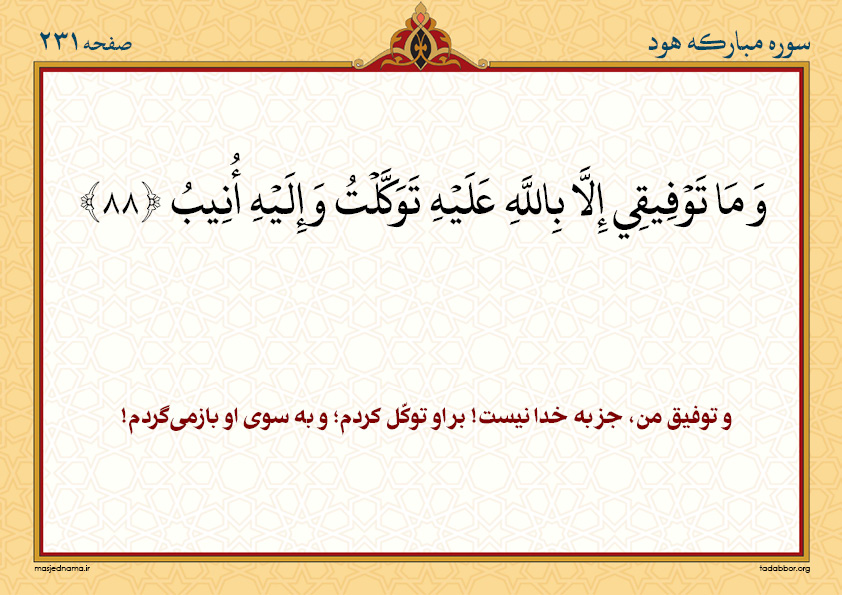 سوره مبارکه هود
صفحه ۲۳۱
وَ مَا تَوْفِيقِي إِلَّا بِاللَّهِ عَلَيْهِ تَوَكَّلْتُ وَإِلَيْهِ أُنِيبُ ﴿٨٨﴾
و توفیق من، جز به خدا نیست! بر او توکّل کردم؛ و به سوی او بازمی‌گردم!
masjednama.ir
tadabbor.org